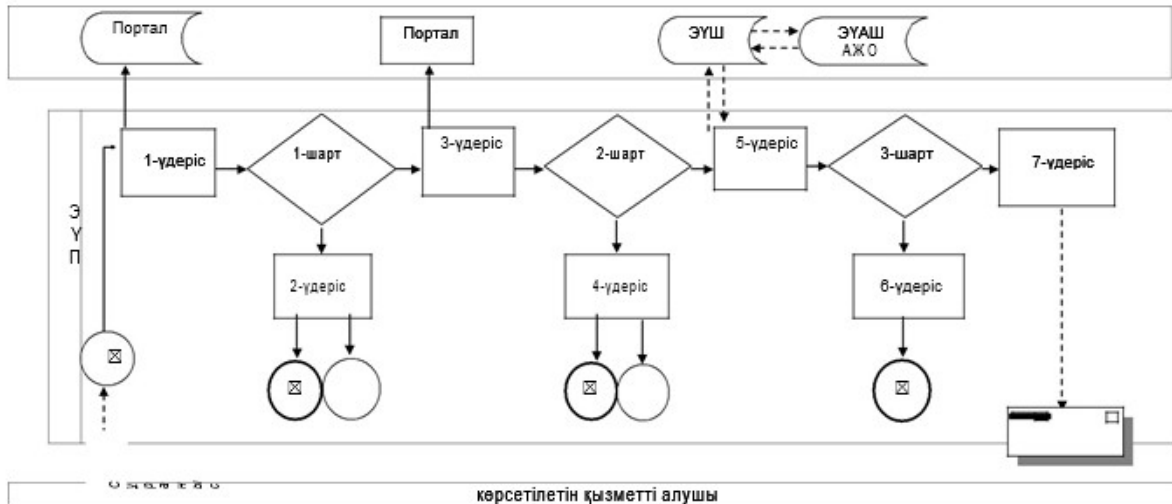 Портал
Портал
ЭҮШ
ЭҮАШ
АЖО
1-үдеріс
1-шарт
3-үдеріс
2-шарт
5-үдеріс
3-шарт
7-үдеріс
ЭҮП
2-үдеріс
4-үдеріс
6-үдеріс
көрсетілетін қызметті алушы